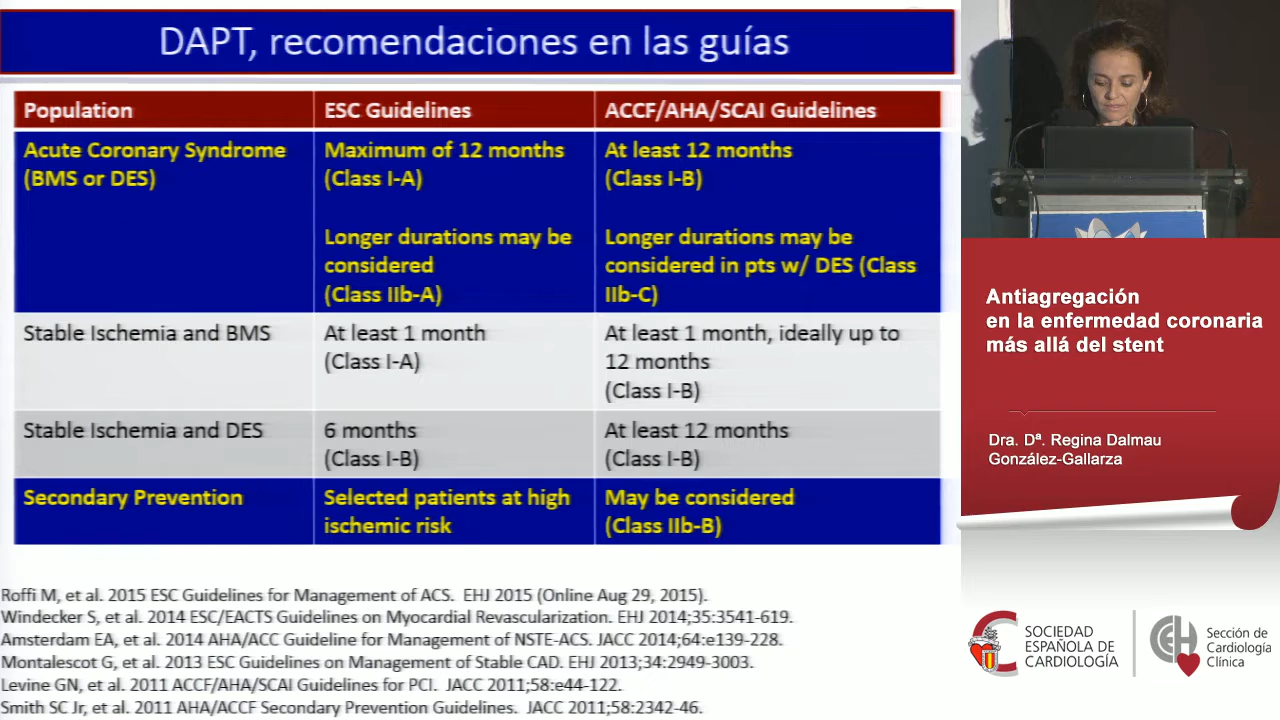 DAPT, recomendaciones en las guías
Population
ESC Guidelines
ACCF/AHA/SCAI Guidelines
Acute Coronary Syndrome
(BMS or DES)
Maximum of 12 months
(Class I-A)
Longer durations may be
considered
(Class IIb-A)
At least 12 months
(Class I-B)
Longer durations may be
considered in pts w/ DES (Class
IIb-C)
Stable Ischemia and BMS
At least 1 month
(Class I-A)
At least 1 month, ideally up to
12 months
(Class I-B)
Stable Ischemia and DES
6 months
(Class I-B)
At least 12 months
(Class I-B)
Secondary Prevention
Selected patients at high
ischemic risk
May be considered
(Class IIb-B)
Roffi M, et al. 2015 ESC Guidelines for Management of ACS. EHJ 2015 (Online Aug 29, 2015).
Windecker S, et al. 2014 ESC/EACTS Guidelines on Myocardial Revascularization. EHJ 2014;35:3541-619.
Amsterdam EA, et al. 2014 AHA/ACC Guideline for Management of NSTE-ACS. JACC 2014;64:e139-228.
Montalescot G, et al. 2013 ESC Guidelines on Management of Stable CAD. EHJ 2013;34:2949-3003.
Levine GN, et al. 2011 ACCF/AHA/SCAI Guidelines for PCI. JACC 2011;58:e44-122.
Smith SC Jr, et al. 2011 AHA/ACCF Secondary Prevention Guidelines. JACC 2011;58:2342-46.
Antiagregación
en la enfermedad coronaria
más allá del stent
Dra. Dª. Regina Dalmau
González-Gallarza
SOCIEDAD
ESPAÑOLA DE
CARDIOLOGÍA
Sección de
Cardiología
Clínica